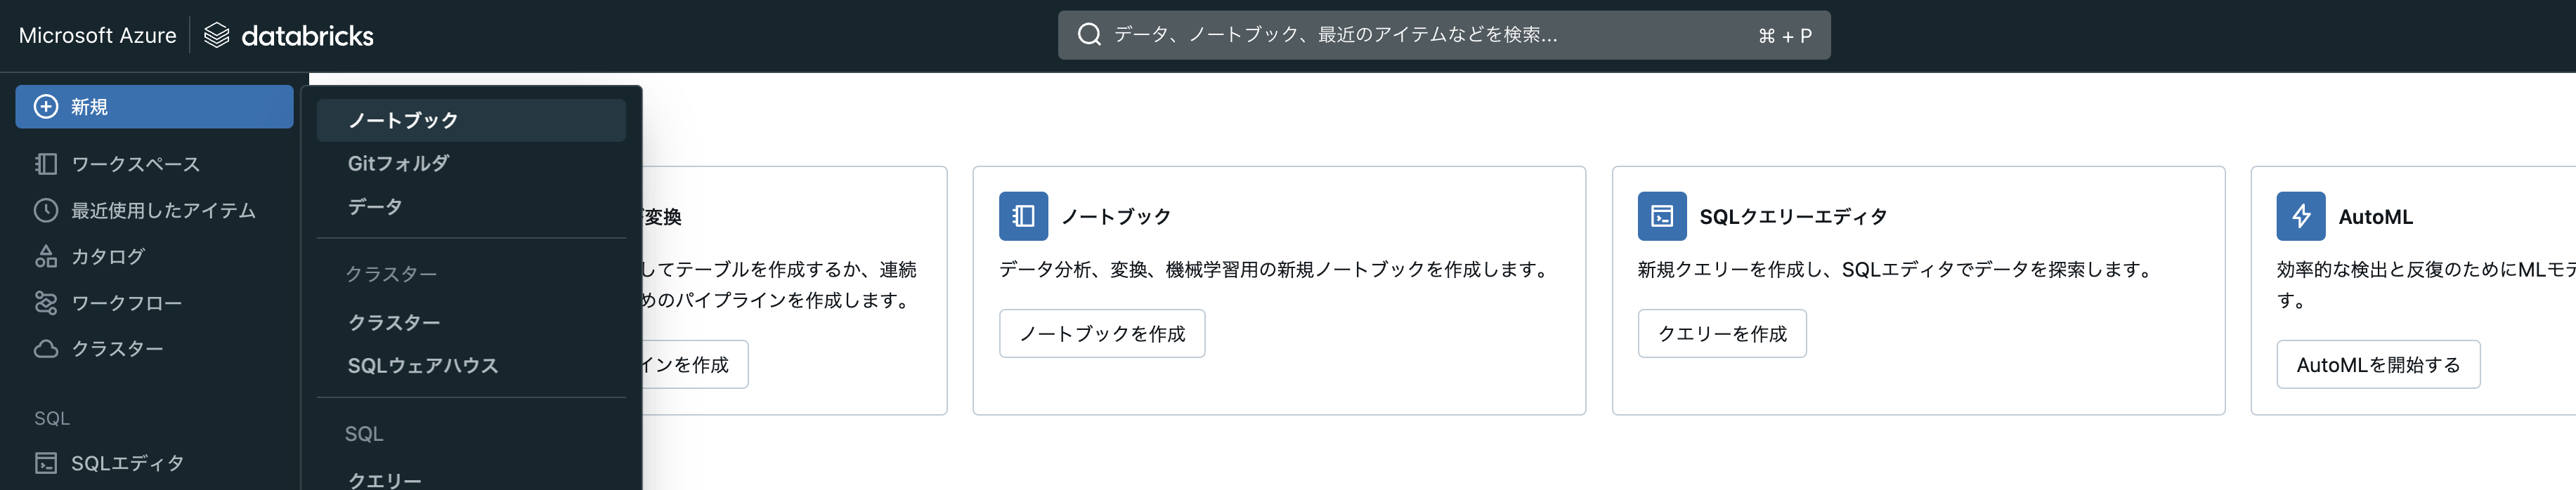 Microsoft Azure
databricks
データ、ノートブック、最近のアイテムなどを検索...
⌘ + P
新規
ワークスペース
最近使用したアイテム
カタログ
ワークフロー
クラスター
SQL
SQLエディタ
ノートブック
Gitフォルダ
データ
クラスター
クラスター
SQLウェアハウス
SQL
クエリー
変換
してテーブルを作成するか、連続
めのパイプラインを作成します。
インを作成
ノートブック
データ分析、変換、機械学習用の新規ノートブックを作成します。
ノートブックを作成
SQLクエリーエディタ
新規クエリーを作成し、SQLエディタでデータを探索します。
クエリーを作成
AutoML
効率的な検出と反復のためにMLモデ
す。
AutoMLを開始する